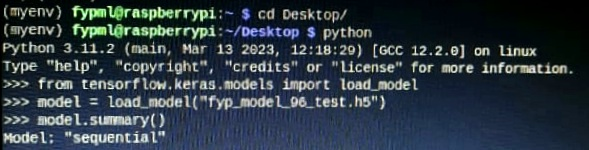 (myenv) fypml@raspberrypi:~ $ cd Desktop/
(myenv) fypml@raspberrypi:~/Desktop $ python
Python 3.11.2 (main, Mar 13 2023, 12:18:29) [GCC 12.2.0] on linux
Type "help", "copyright", "credits" or "license" for more information.
>>> from tensorflow.keras.models import load_model
>>> model = load_model("fyp_model_96_test.h5")
>>> model.summary()
Model: "sequential"